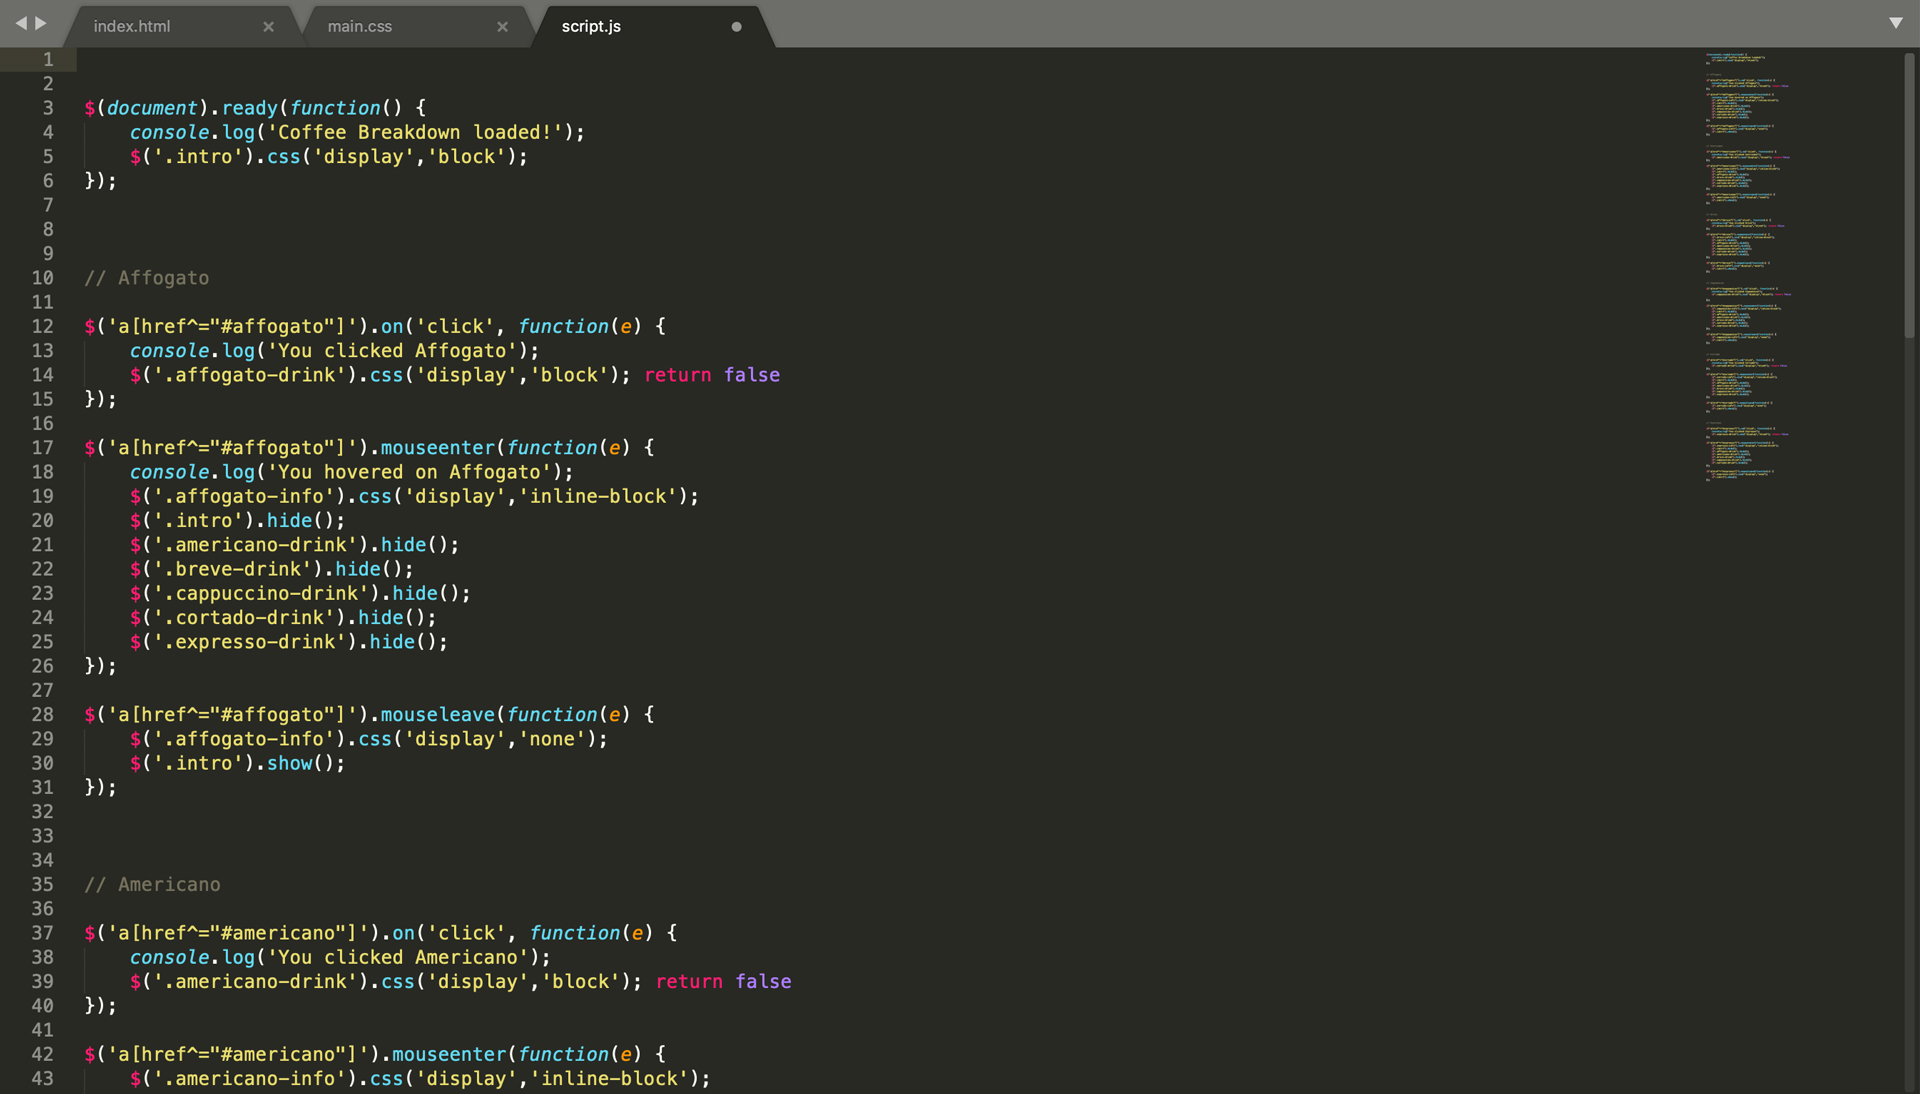 index.html × main.css × script.js
1
2
3 $(document).ready(function() {
4 console.log('Coffee Breakdown loaded!');
5 $('.intro').css('display','block');
6 });
7
8
9
10 // Affogato
11
12 $('a[href^="#affogato"]').on('click', function(e) {
13 console.log('You clicked Affogato');
14 $('.affogato-drink').css('display','block'); return false
15 });
16
17 $('a[href^="#affogato"]').mouseenter(function(e) {
18 console.log('You hovered on Affogato');
19 $('.affogato-info').css('display','inline-block');
20 $('.intro').hide();
21 $('.americano-drink').hide();
22 $('.breve-drink').hide();
23 $('.cappuccino-drink').hide();
24 $('.cortado-drink').hide();
25 $('.expresso-drink').hide();
26 });
27
28 $('a[href^="#affogato"]').mouseleave(function(e) {
29 $('.affogato-info').css('display','none');
30 $('.intro').show();
31 });
32
33
34
35 // Americano
36
37 $('a[href^="#americano"]').on('click', function(e) {
38 console.log('You clicked Americano');
39 $('.americano-drink').css('display','block'); return false
40 });
41
42 $('a[href^="#americano"]').mouseenter(function(e) {
43 $('.americano-info').css('display','inline-block');